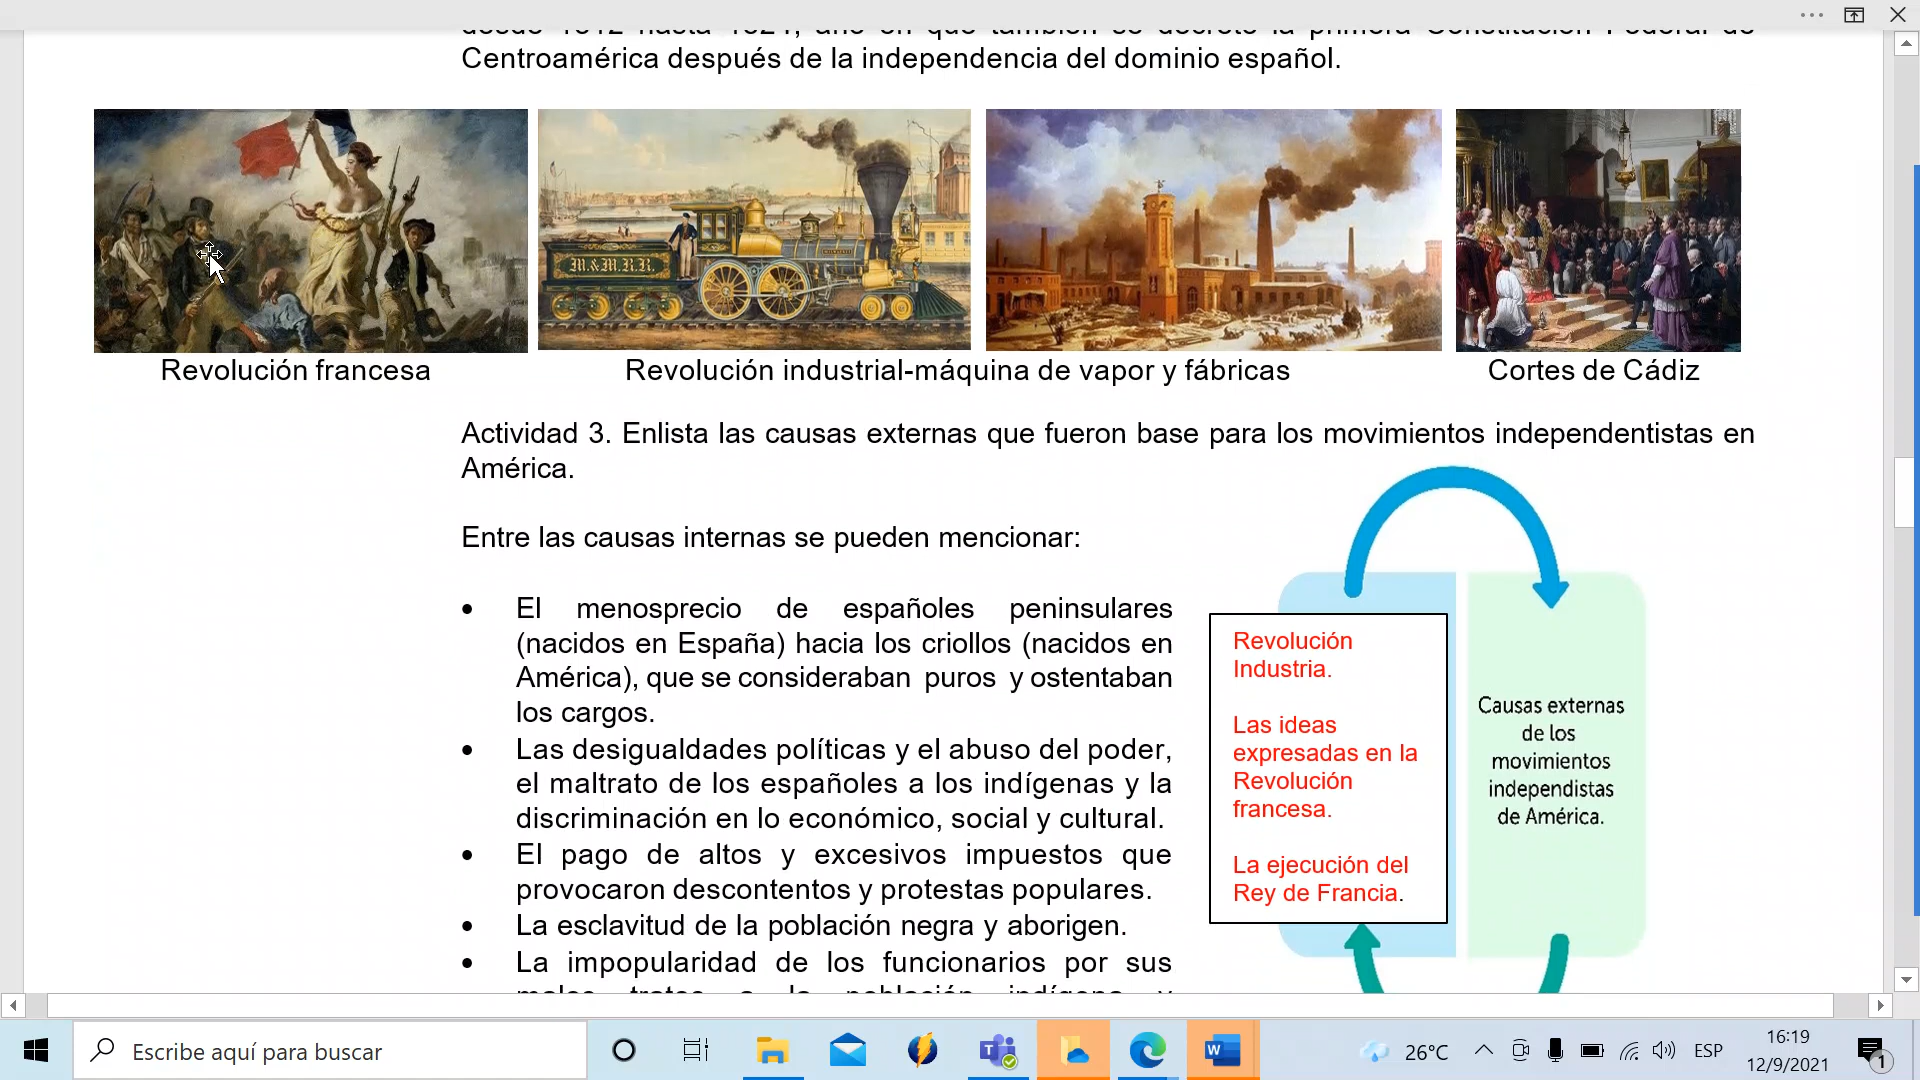 Centroamérica después de la independencia del dominio español.
M.&M.R.R.
Revolución francesa
Revolución industrial-máquina de vapor y fábricas
Cortes de Cádiz
Actividad 3. Enlista las causas externas que fueron base para los movimientos independentistas en
América.
Entre las causas internas se pueden mencionar:
• El menosprecio de españoles peninsulares
(nacidos en España) hacia los criollos (nacidos en
América), que se consideraban puros y ostentaban
los cargos.
• Las desigualdades políticas y el abuso del poder,
el maltrato de los españoles a los indígenas y la
discriminación en lo económico, social y cultural.
• El pago de altos y excesivos impuestos que
provocaron descontentos y protestas populares.
• La esclavitud de la población negra y aborigen.
• La impopularidad de los funcionarios por sus
Revolución
Industria.
Las ideas
expresadas en la
Revolución
francesa.
La ejecución del
Rey de Francia.
Causas externas
de los
movimientos
independistas
de América.
Escribe aquí para buscar
26°C
ESP
16:19
12/9/2021
1